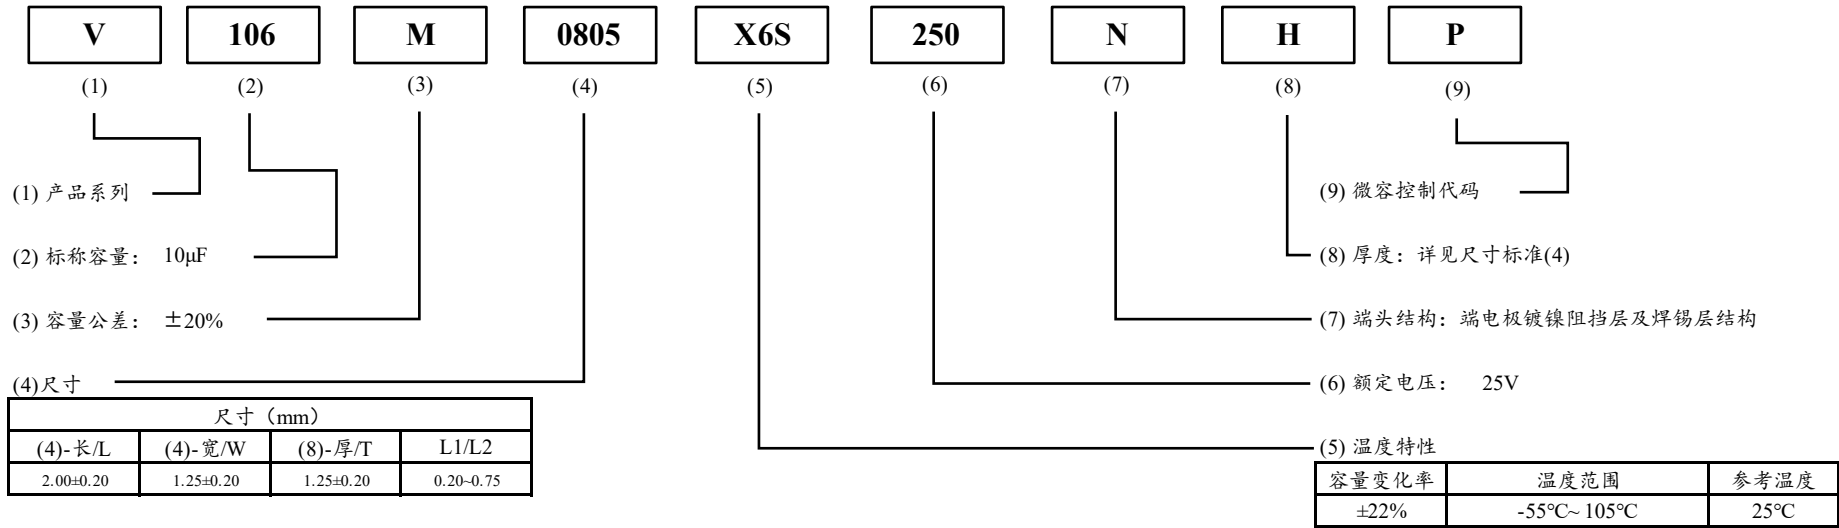 V 106 M 0805 X6S 250 N H P
(1) (2) (3) (4) (5) (6) (7) (8) (9)
(1) 产品系列
(9) 微容控制代码
(2) 标称容量： 10μF
(8) 厚度：详见尺寸标准(4)
(3) 容量公差： ±20%
(7) 端头结构：端电极镀镍阻挡层及焊锡层结构
(4)尺寸
(6) 额定电压： 25V
尺寸（mm）
(4)-长/L (4)-宽/W (8)-厚/T L1/L2
2.00±0.20 1.25±0.20 1.25±0.20 0.20~0.75
(5) 温度特性
容量变化率 温度范围 参考温度
±22% -55℃~ 105℃ 25℃